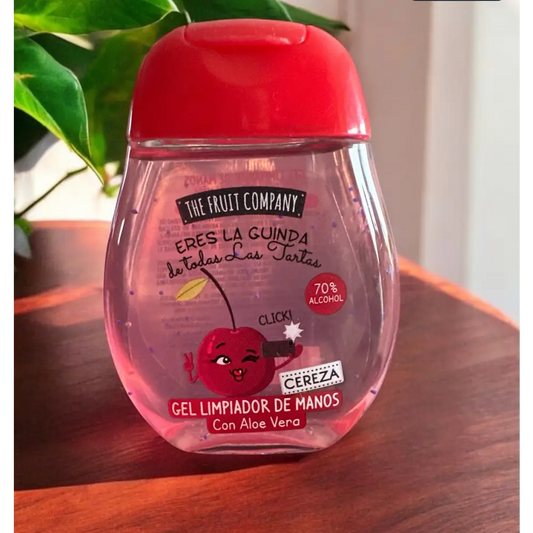 THE FRUIT COMPANY
ERES LA GUINDA
de todas Las Tartas
70%
ALCOHOL
CLICK!
CEREZA
GEL LIMPIADOR DE MANOS
Con Aloe Vera